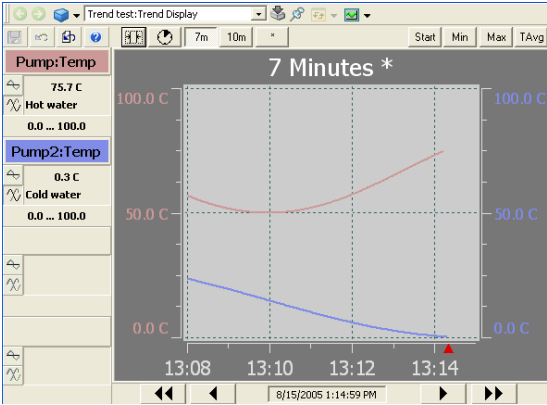 Trend test:Trend Display
7m 10m * Start Min Max TAvg
Pump:Temp
75.7 C
Hot water
0.0 ... 100.0
Pump2:Temp
0.3 C
Cold water
0.0 ... 100.0
7 Minutes *
100.0 C 100.0 C
50.0 C 50.0 C
0.0 C 0.0 C
13:08 13:10 13:12 13:14
8/15/2005 1:14:59 PM